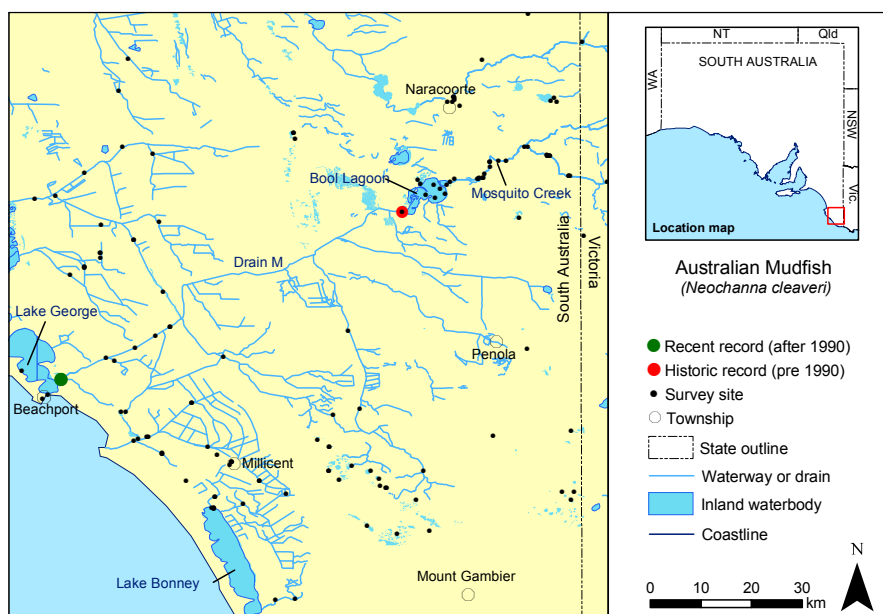 Naracoorte
Bool Lagoon
Mosquito Creek
Drain M
South Australia
Victoria
Lake George
Penola
Beachport
Millicent
Lake Bonney
Mount Gambier
NT
Qld
SOUTH AUSTRALIA
WA
NSW
Vic.
Location map
Australian Mudfish
(Neochanna cleaveri)
Recent record (after 1990)
Historic record (pre 1990)
Survey site
Township
State outline
Waterway or drain
Inland waterbody
Coastline
N
0 10 20 30
km